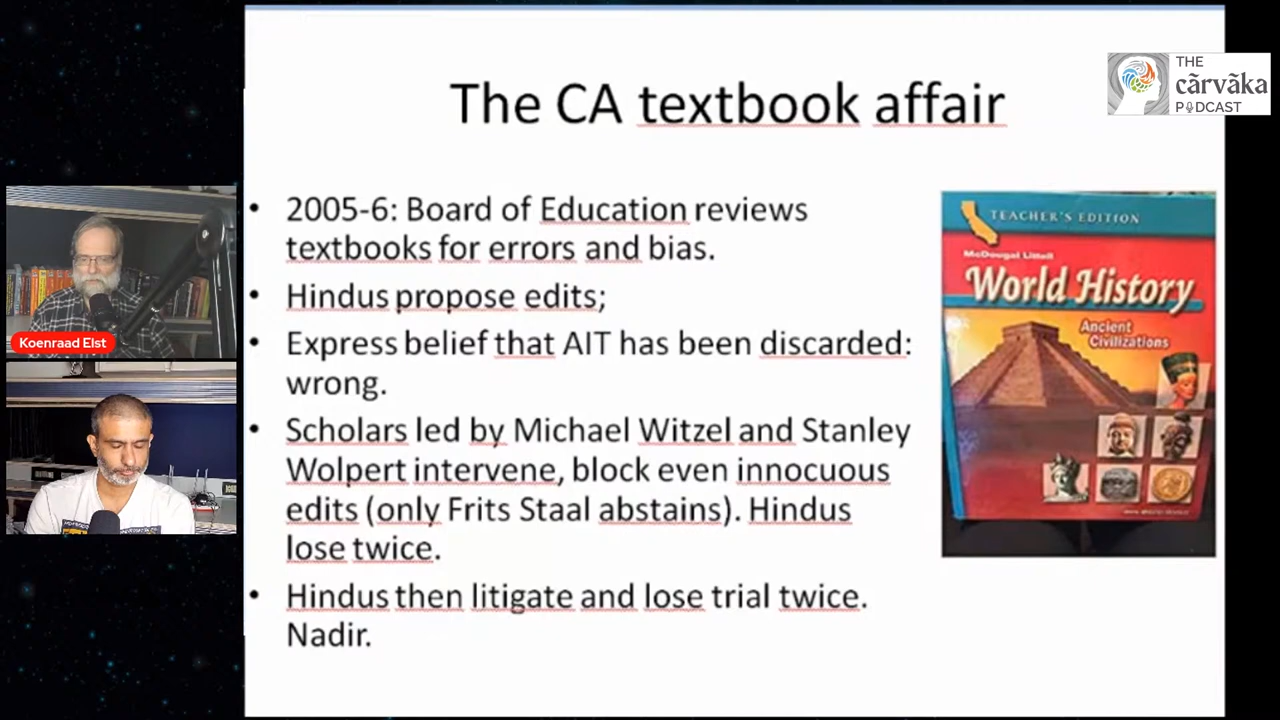 The CA textbook affair
THE
cārvāka
PODCAST
• 2005-6: Board of Education reviews
textbooks for errors and bias.
• Hindus propose edits;
• Express belief that AIT has been discarded:
wrong.
• Scholars led by Michael Witzel and Stanley
Wolpert intervene, block even innocuous
edits (only Frits Staal abstains). Hindus
lose twice.
• Hindus then litigate and lose trial twice.
Nadir.
TEACHER'S EDITION
McDougal Littell
World History
Ancient
Civilizations
Koenraad Elst